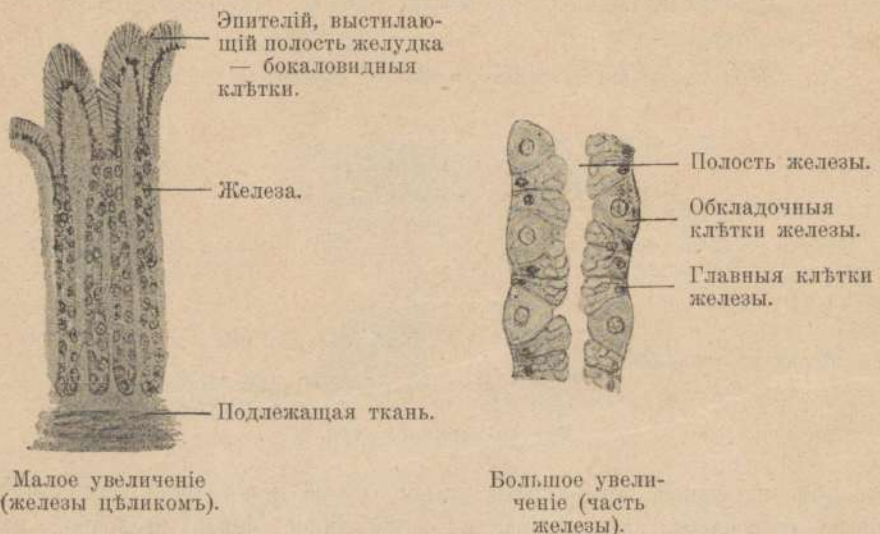 Эпителій, выстилаю-
щій полость желудка
— бокаловидныя
клѣтки.
Железа.
Подлежащая ткань.
Малое увеличеніе
(железы цѣликомъ).
Полость железы.
Обкладочныя
клѣтки железы.
Главныя клѣтки
железы.
Большое увели-
ченіе (часть
железы).